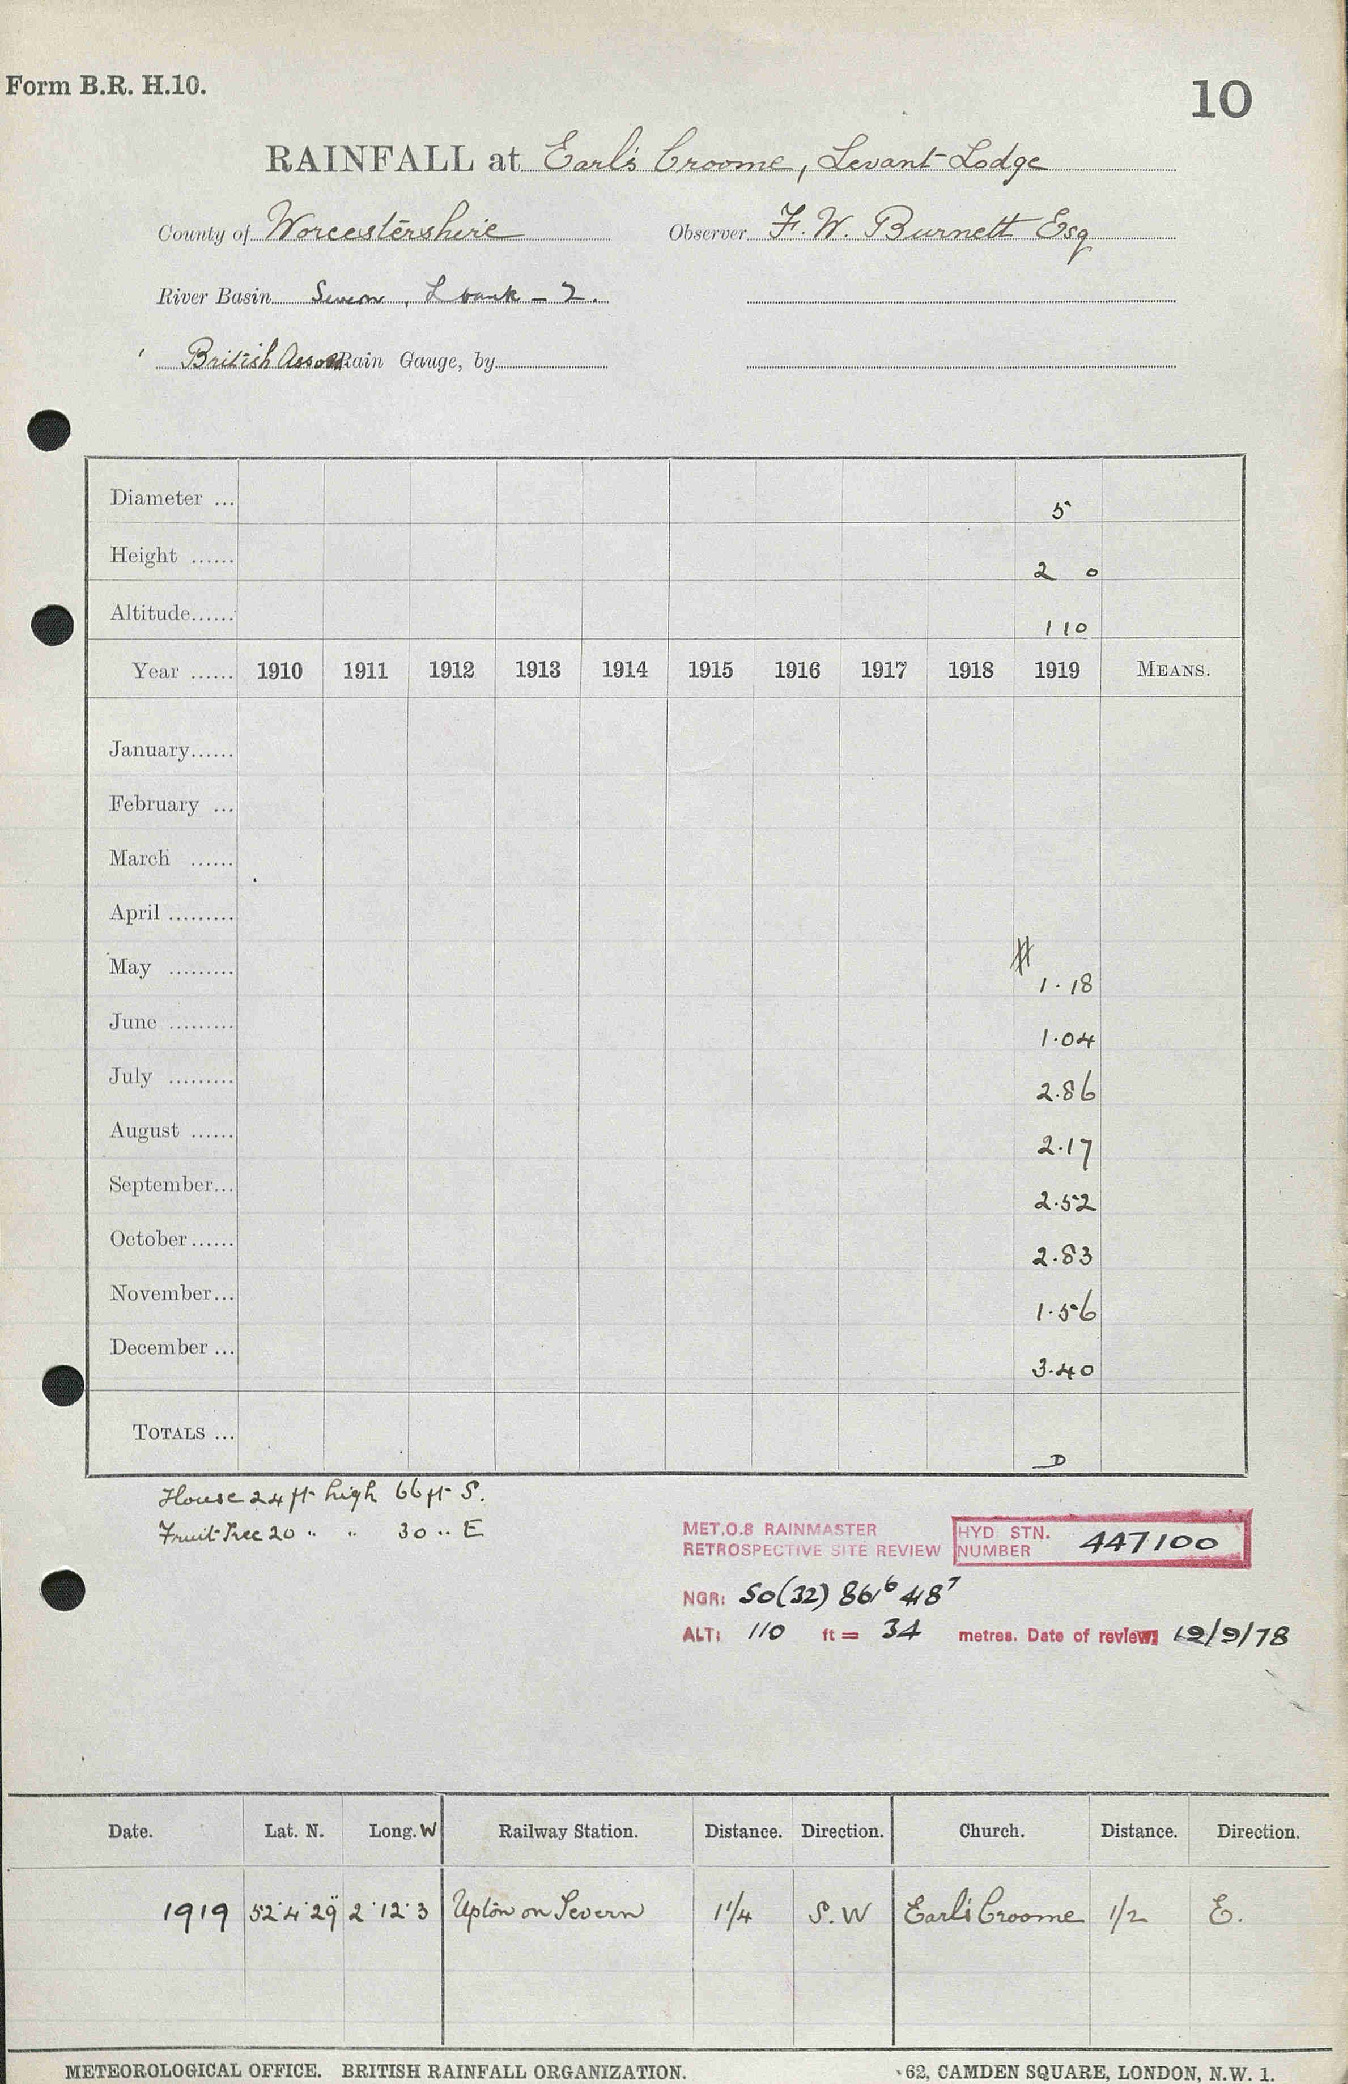 Form B.R. H.10.
10
RAINFALL at Earl's Croome, Levant Lodge
County of Worcestershire Observer F. W. Burnett Esq
River Basin Severn, L bank - 2.
British Assoc Rain Gauge, by
Diameter ... 5
Height ...... 2 0
Altitude...... 110
Year ...... 1910 1911 1912 1913 1914 1915 1916 1917 1918 1919 MEANS.
January......
February ...
March ......
April .........
May ......... # 1.18
June ......... 1.04
July ......... 2.86
August ...... 2.17
September... 2.52
October...... 2.83
November... 1.56
December ... 3.40
TOTALS ... D
House 24 ft high 66 ft S.
Fruit Tree 20 " " 30 " E
MET.O.8 RAINMASTER
RETROSPECTIVE SITE REVIEW
HYD STN. NUMBER 447100
NGR: SO(32) 861⁶ 418⁷
ALT: 110 ft = 34 metres. Date of review: 12/9/78
Date. Lat. N. Long. W Railway Station. Distance. Direction. Church. Distance. Direction.
1919 52° 4' 29" 2° 12' 3 Upton on Severn 1 1/4 S.W Earl's Croome 1/2 E.
METEOROLOGICAL OFFICE. BRITISH RAINFALL ORGANIZATION. 62, CAMDEN SQUARE, LONDON, N.W. 1.